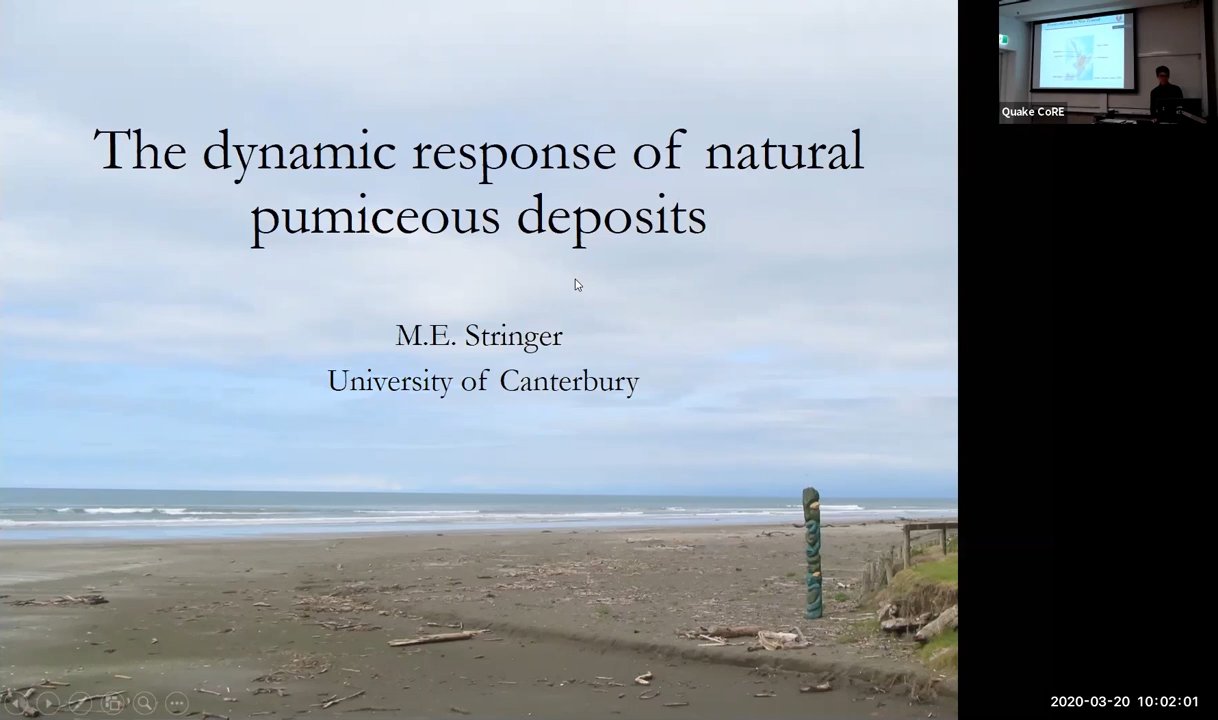 The dynamic response of natural
pumiceous deposits
M.E. Stringer
University of Canterbury
Quake CoRE
2020-03-20 10:02:01